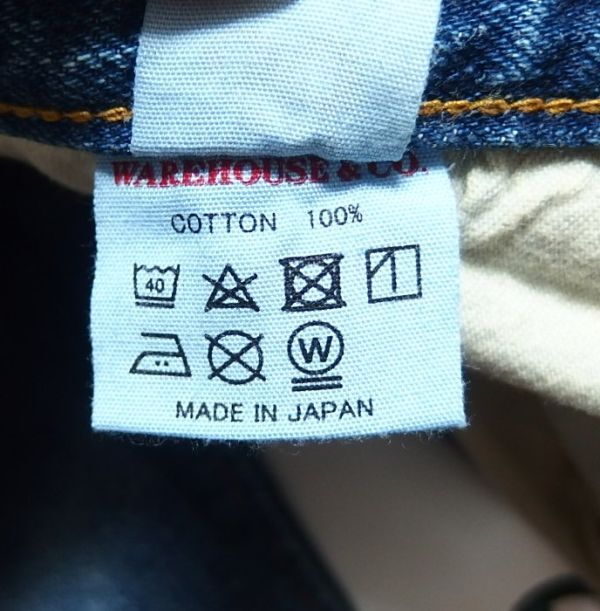 WAREHOUSE & CO.
COTTON 100%
40
W
MADE IN JAPAN